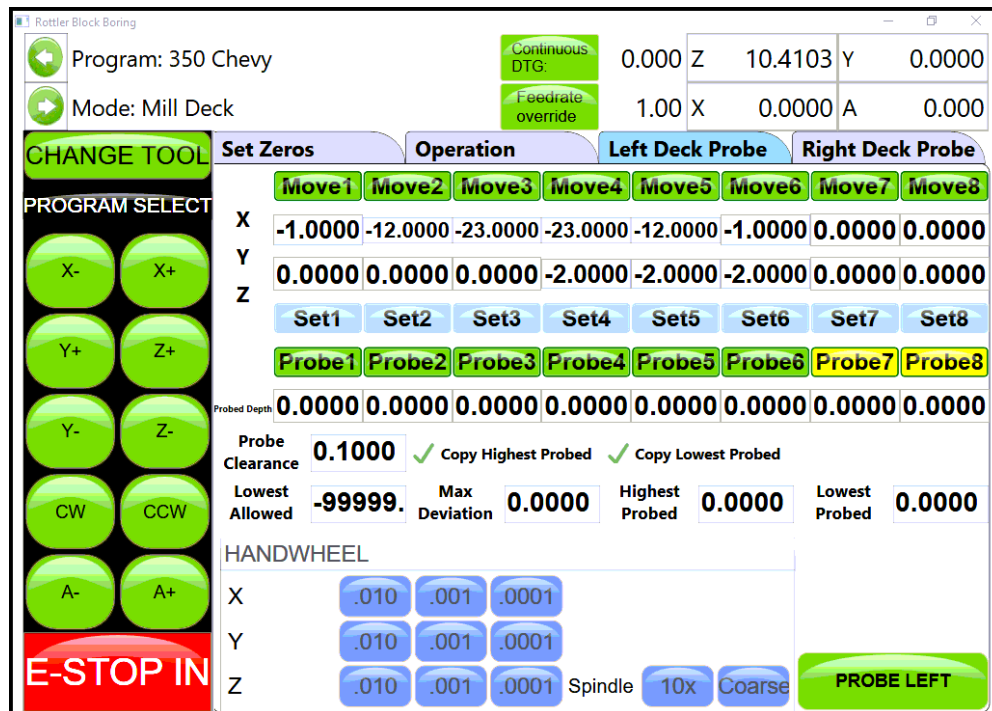 Rottler Block Boring
Program: 350 Chevy
Continuous DTG: 0.000 Z 10.4103 Y 0.0000
Mode: Mill Deck
Feedrate override 1.00 X 0.0000 A 0.000
CHANGE TOOL
PROGRAM SELECT
X- X+
Y+ Z+
Y- Z-
CW CCW
A- A+
E-STOP IN
Set Zeros Operation Left Deck Probe Right Deck Probe
Move1 Move2 Move3 Move4 Move5 Move6 Move7 Move8
X -1.0000 -12.0000 -23.0000 -23.0000 -12.0000 -1.0000 0.0000 0.0000
Y 0.0000 0.0000 0.0000 -2.0000 -2.0000 -2.0000 0.0000 0.0000
Z
Set1 Set2 Set3 Set4 Set5 Set6 Set7 Set8
Probe1 Probe2 Probe3 Probe4 Probe5 Probe6 Probe7 Probe8
Probed Depth 0.0000 0.0000 0.0000 0.0000 0.0000 0.0000 0.0000 0.0000
Probe Clearance 0.1000 Copy Highest Probed Copy Lowest Probed
Lowest Allowed -99999. Max Deviation 0.0000 Highest Probed 0.0000 Lowest Probed 0.0000
HANDWHEEL
X .010 .001 .0001
Y .010 .001 .0001
Z .010 .001 .0001 Spindle 10x Coarse
PROBE LEFT